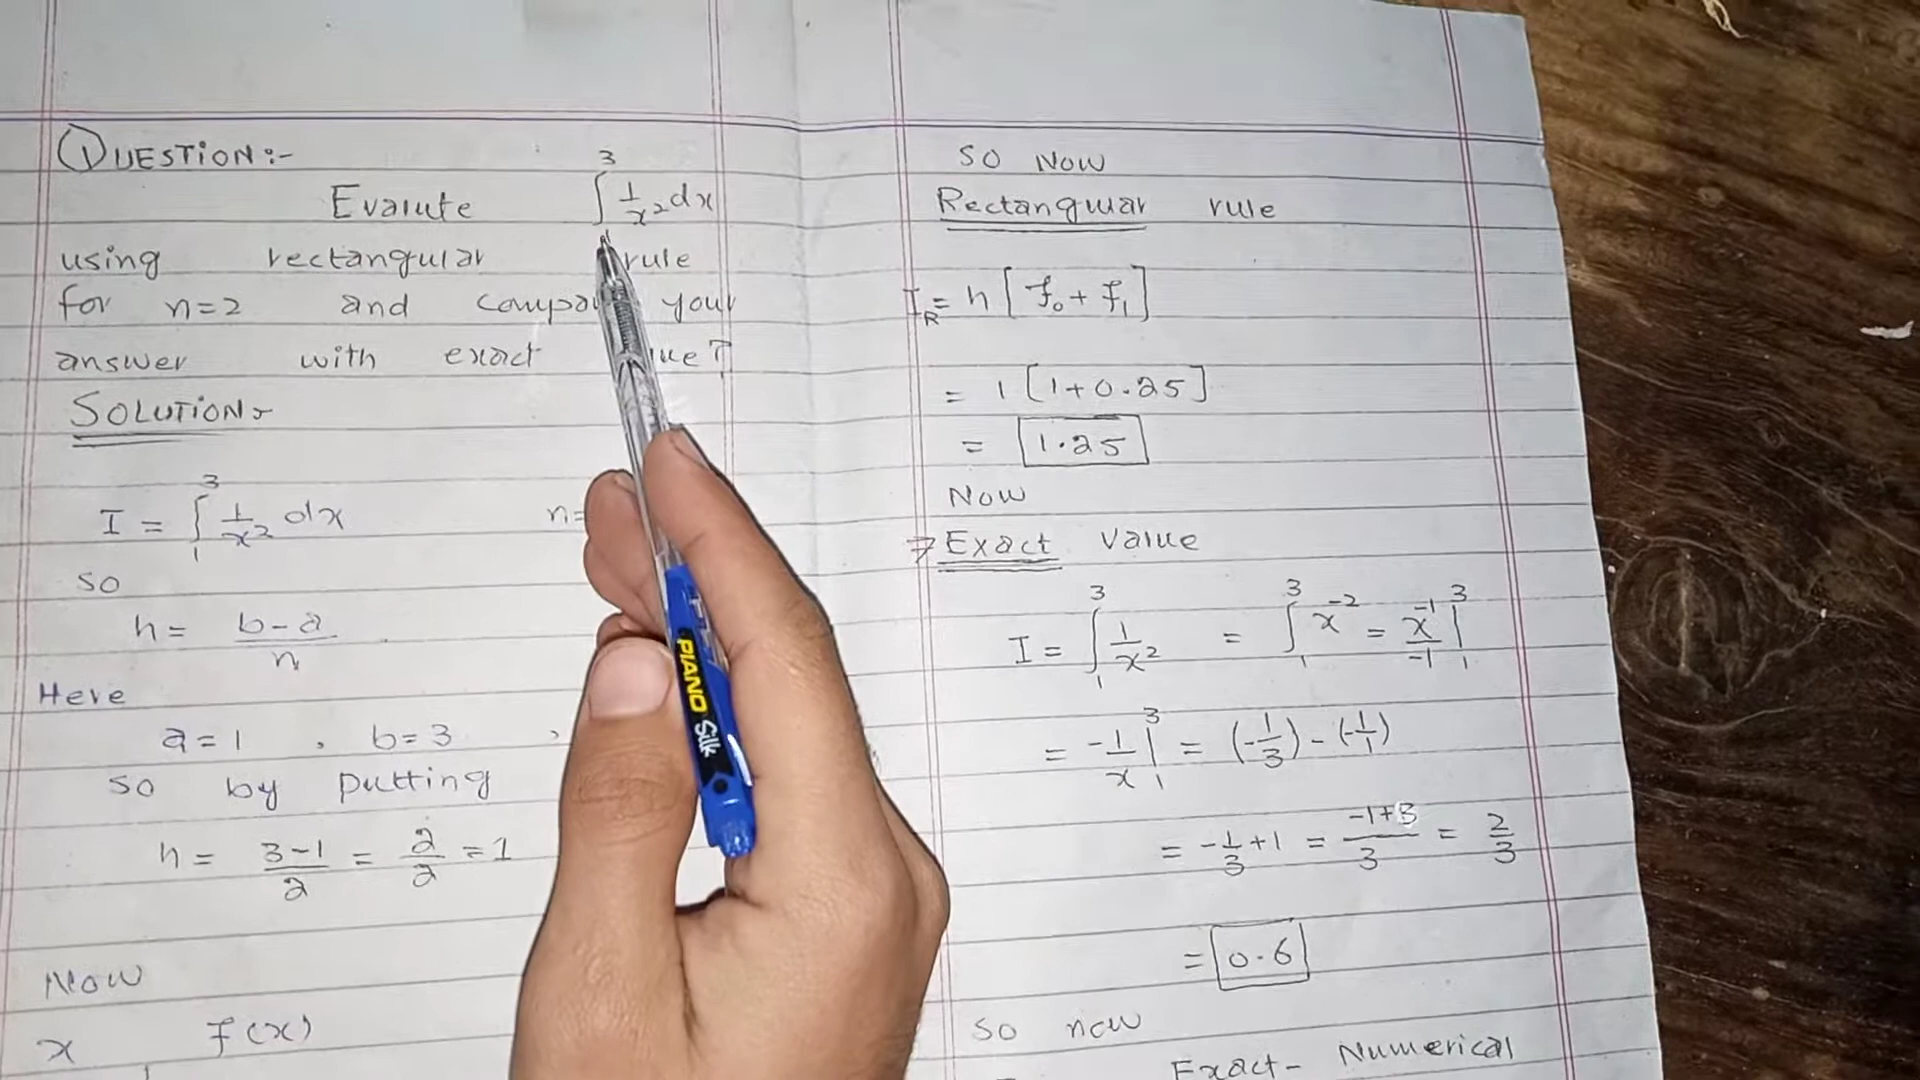 QUESTION:-
Evalute ∫₁³ 1/x² dx
using rectangular rule
for n=2 and your
answer with exact
SOLUTION:-
I = ∫₁³ 1/x² dx n=
so
h = b-a/n
Here
a=1 , b=3 ,
so by putting
h = 3-1/2 = 2/2 = 1
Now
x f(x)
PIANO Silk
SO NOW
Rectangular rule
I_R = h [f₀ + f₁]
= 1 [1+0.25]
= 1.25
Now
⇒ Exact value
I = ∫₁³ 1/x² = ∫₁³ x⁻² = x⁻¹/-1 |₁³
= -1/x |₁³ = (-1/3) - (-1/1)
= -1/3 +1 = -1+3/3 = 2/3
= 0.6
so now
Exact- Numerical